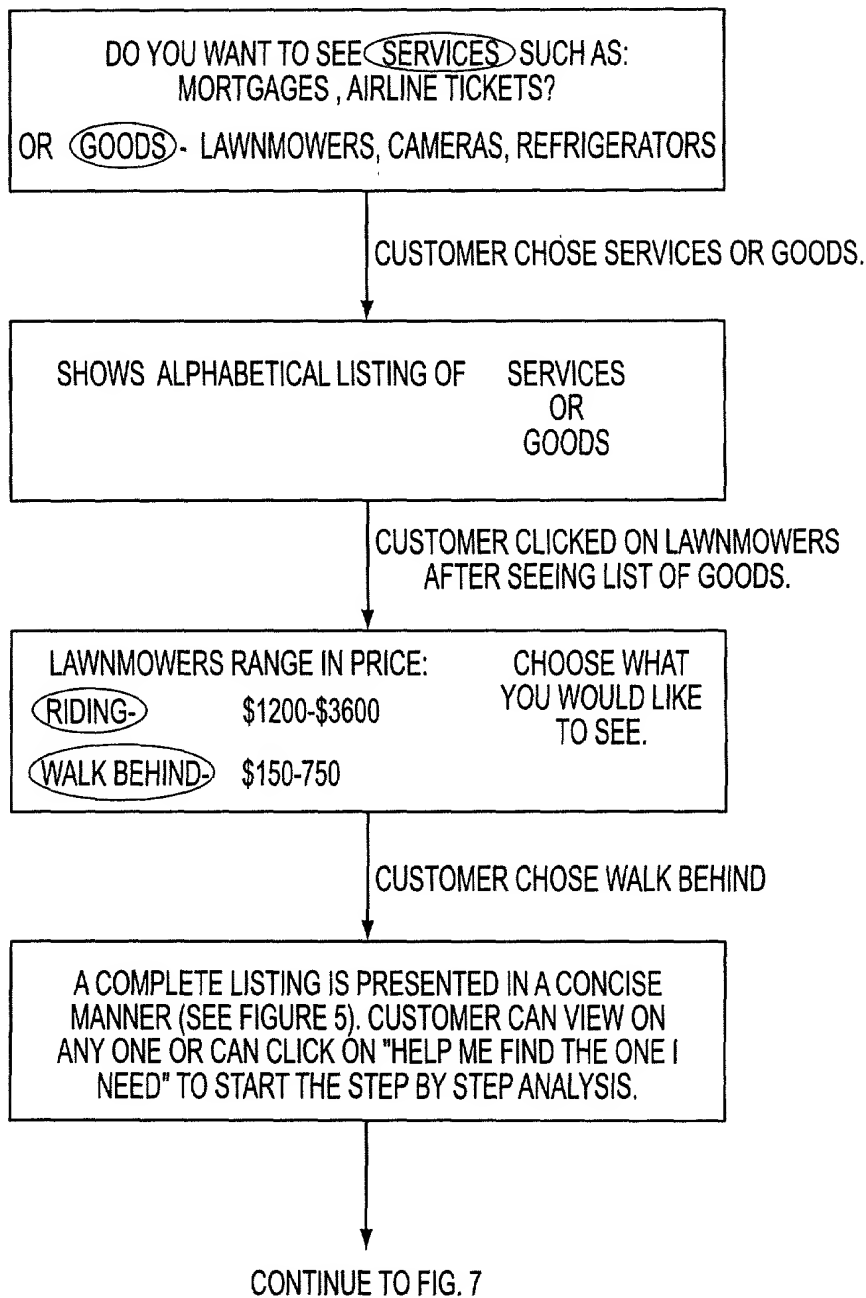 DO YOU WANT TO SEE SERVICES SUCH AS:
MORTGAGES , AIRLINE TICKETS?
OR GOODS - LAWNMOWERS, CAMERAS, REFRIGERATORS
CUSTOMER CHOSE SERVICES OR GOODS.
SHOWS ALPHABETICAL LISTING OF SERVICES
OR
GOODS
CUSTOMER CLICKED ON LAWNMOWERS
AFTER SEEING LIST OF GOODS.
LAWNMOWERS RANGE IN PRICE:
RIDING- $1200-$3600
WALK BEHIND- $150-750
CHOOSE WHAT
YOU WOULD LIKE
TO SEE.
CUSTOMER CHOSE WALK BEHIND
A COMPLETE LISTING IS PRESENTED IN A CONCISE
MANNER (SEE FIGURE 5). CUSTOMER CAN VIEW ON
ANY ONE OR CAN CLICK ON "HELP ME FIND THE ONE I
NEED" TO START THE STEP BY STEP ANALYSIS.
CONTINUE TO FIG. 7